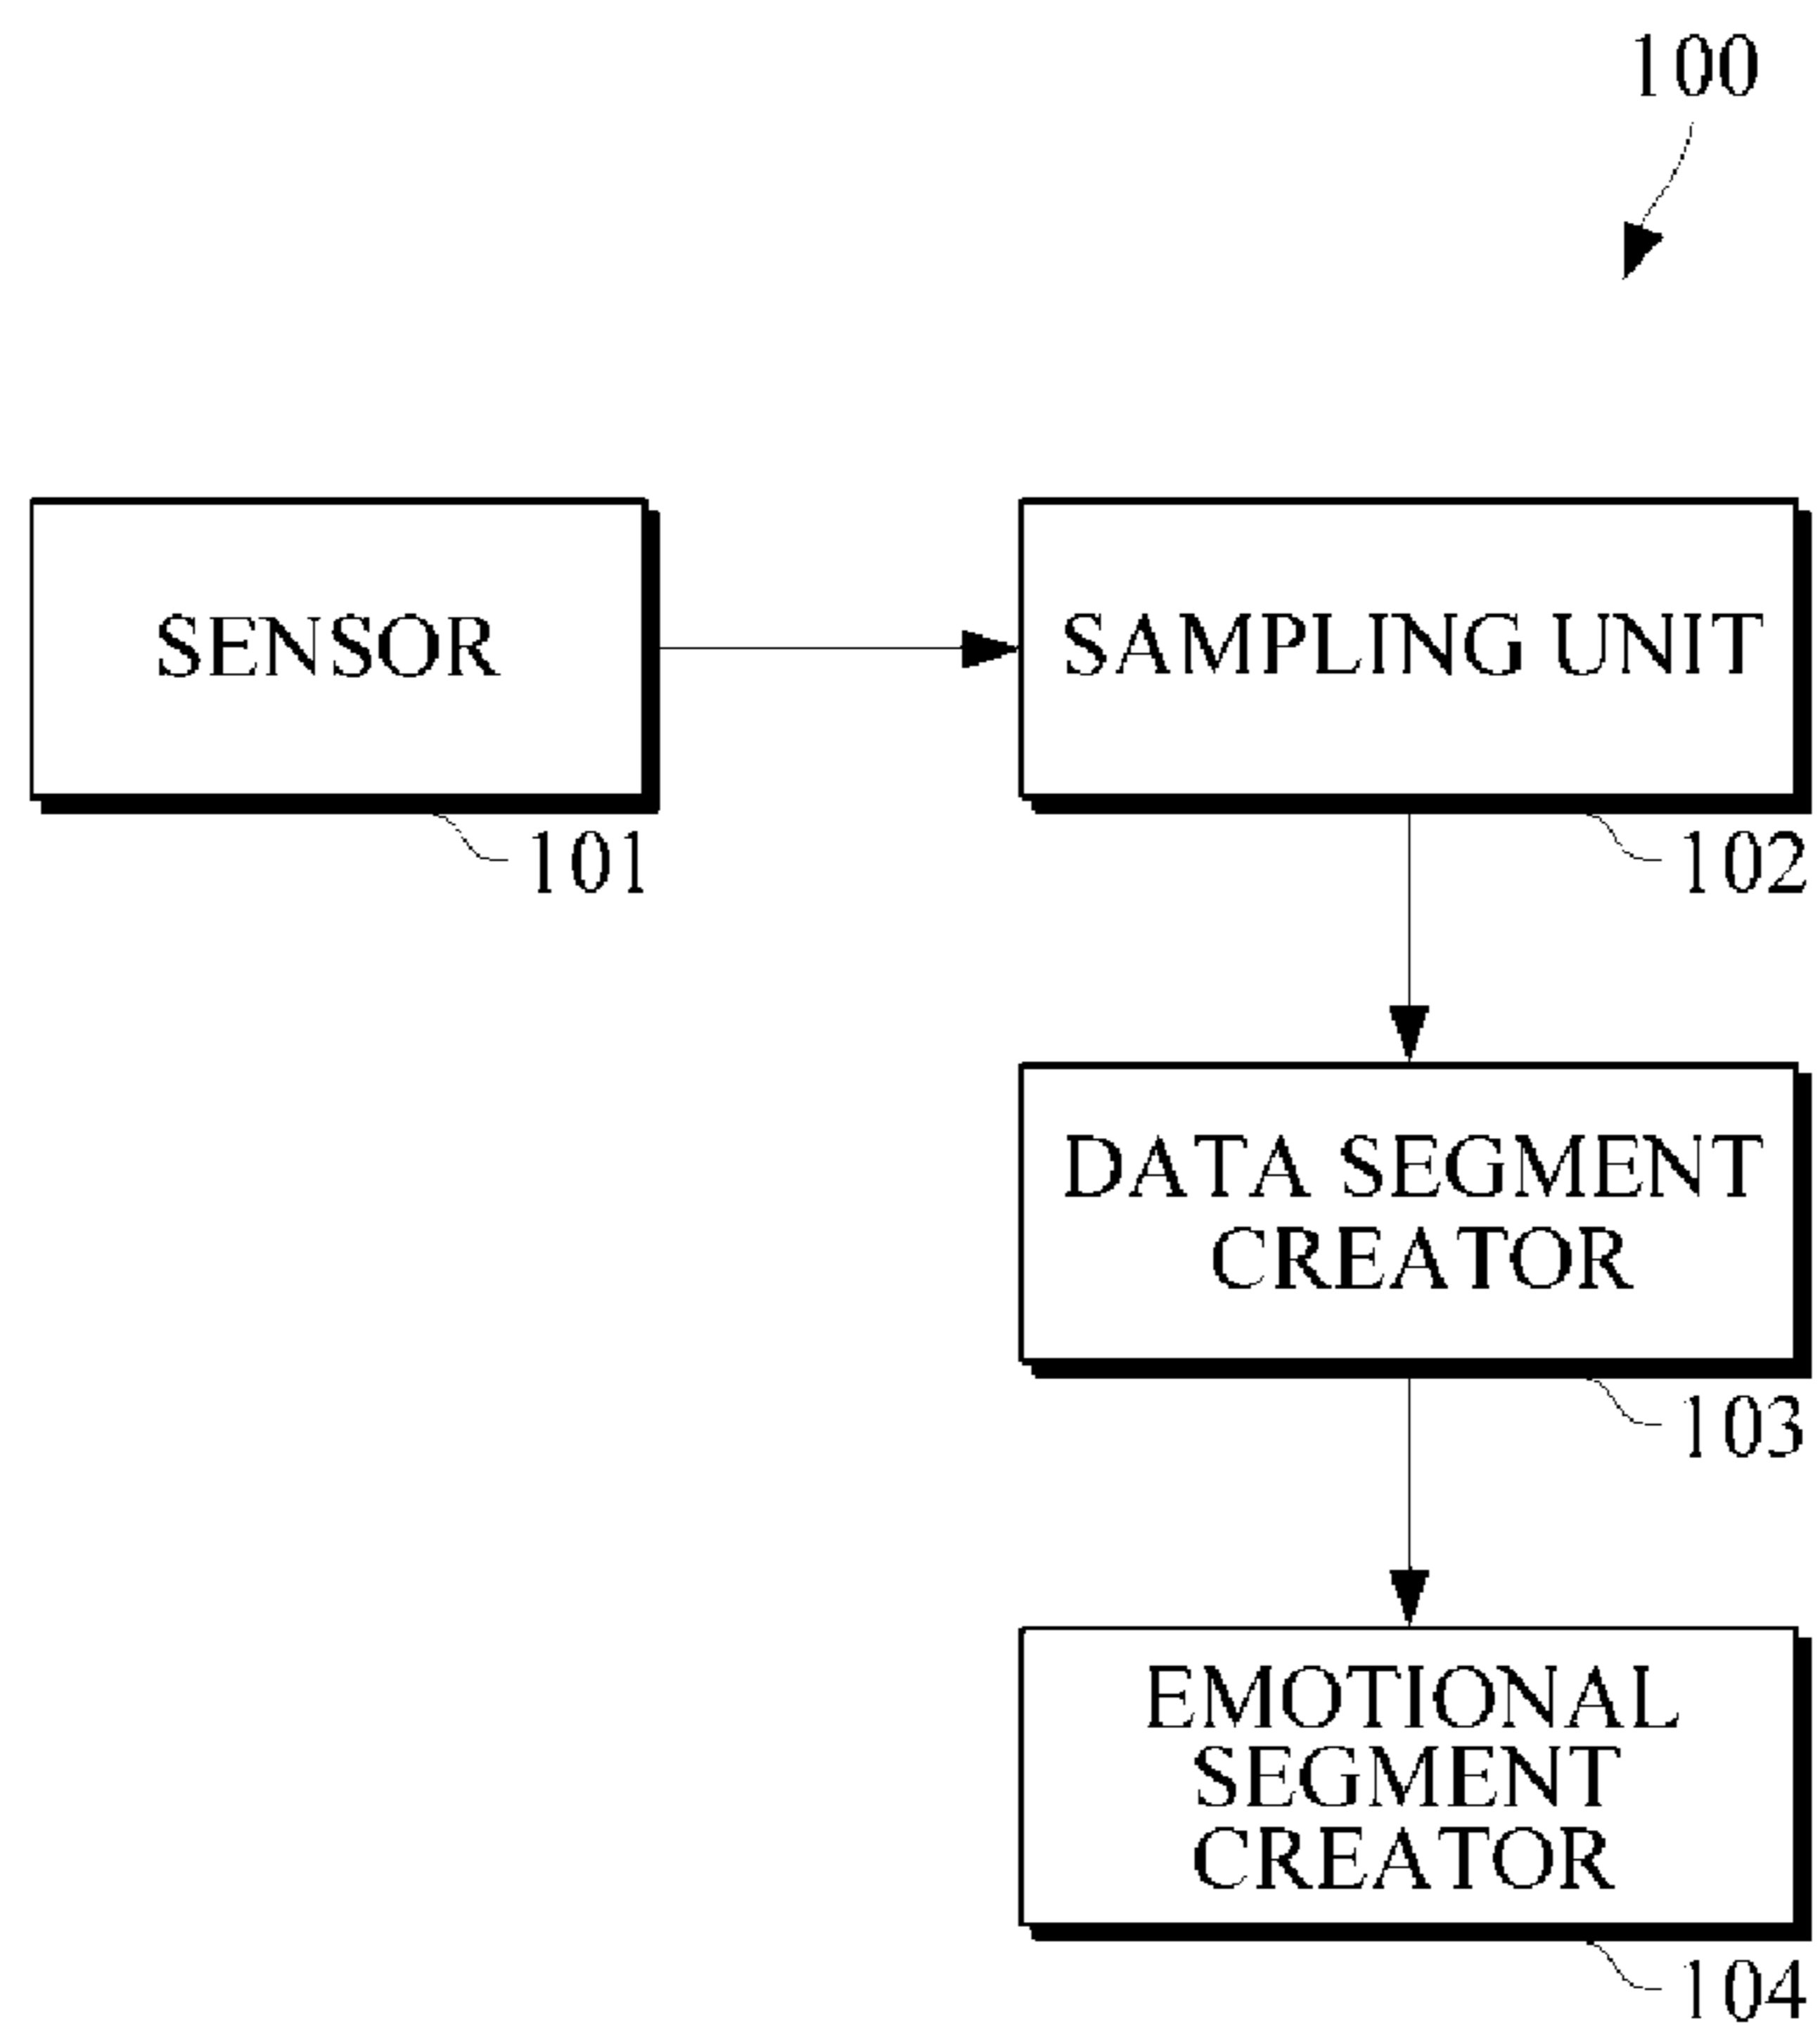 100
SENSOR
SAMPLING UNIT
101
102
DATA SEGMENT
CREATOR
103
EMOTIONAL
SEGMENT
CREATOR
104